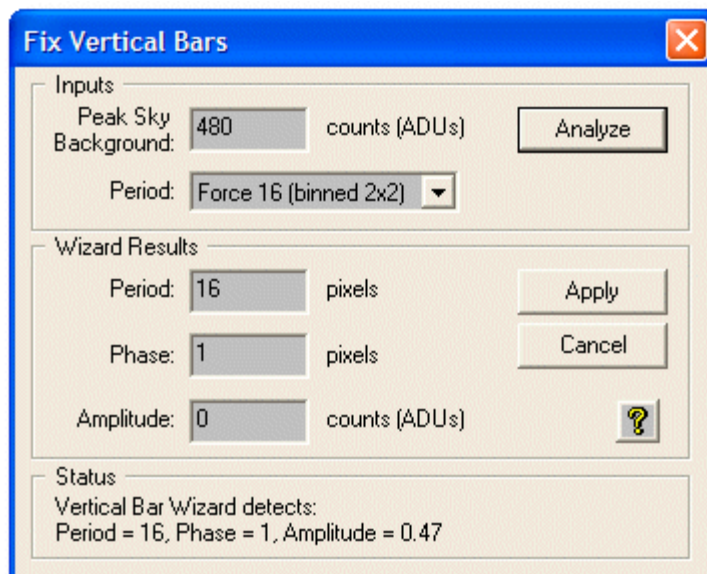 Fix Vertical Bars
Inputs
Peak Sky
Background:
480
counts (ADUs)
Analyze
Period:
Force 16 (binned 2x2)
Wizard Results
Period:
16
pixels
Apply
Phase:
1
pixels
Cancel
Amplitude:
0
counts (ADUs)
?
Status
Vertical Bar Wizard detects:
Period = 16, Phase = 1, Amplitude = 0.47